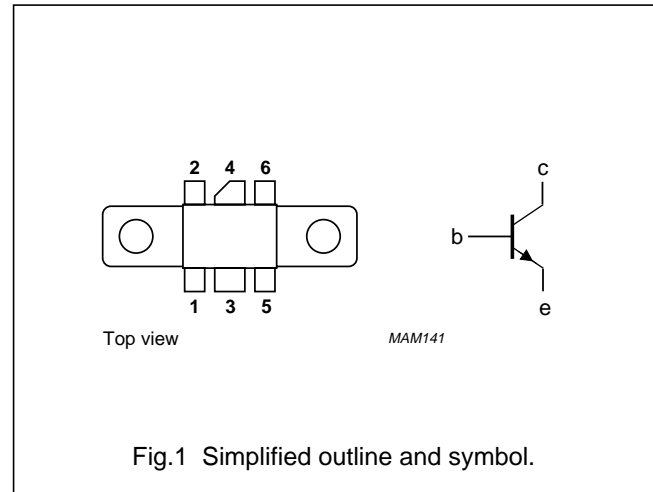 2 4 6
c
b
1 3 5
e
Top view
MAM141
Fig.1 Simplified outline and symbol.